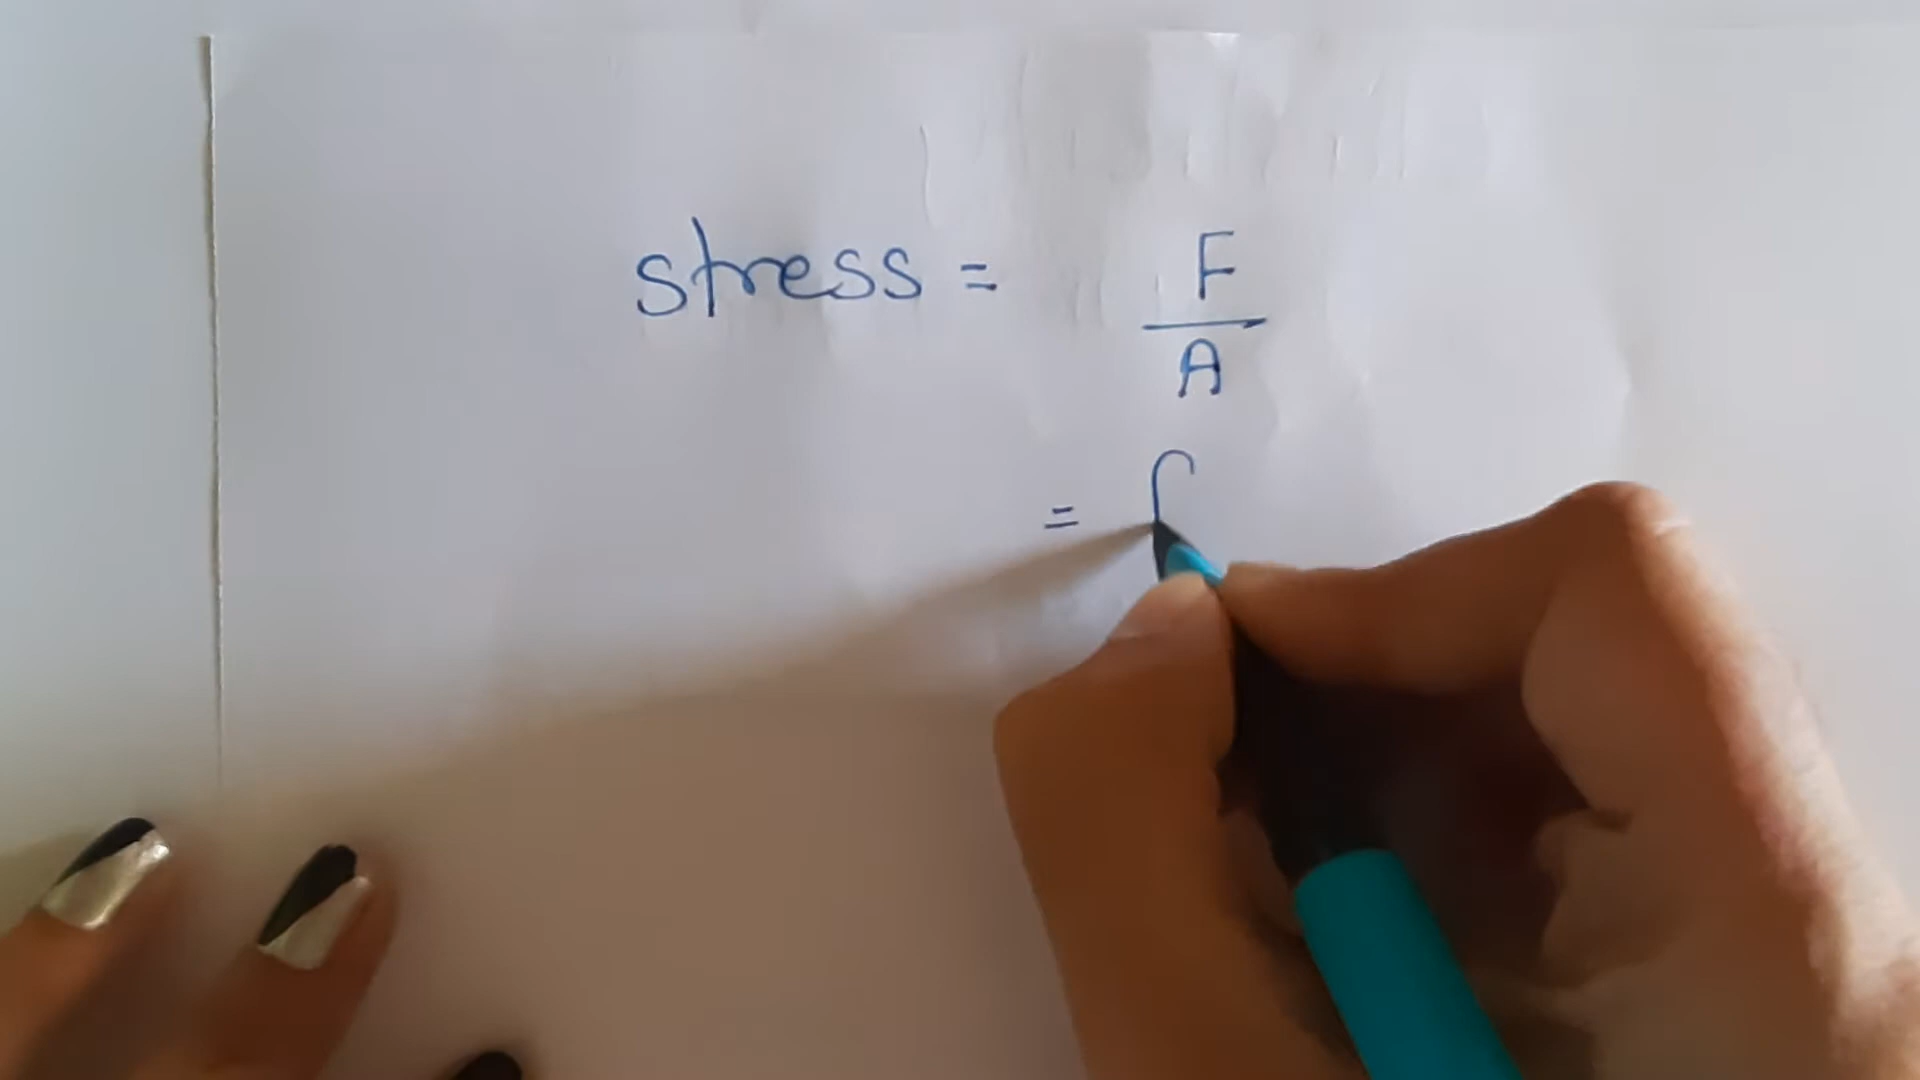 stress = F
A
=